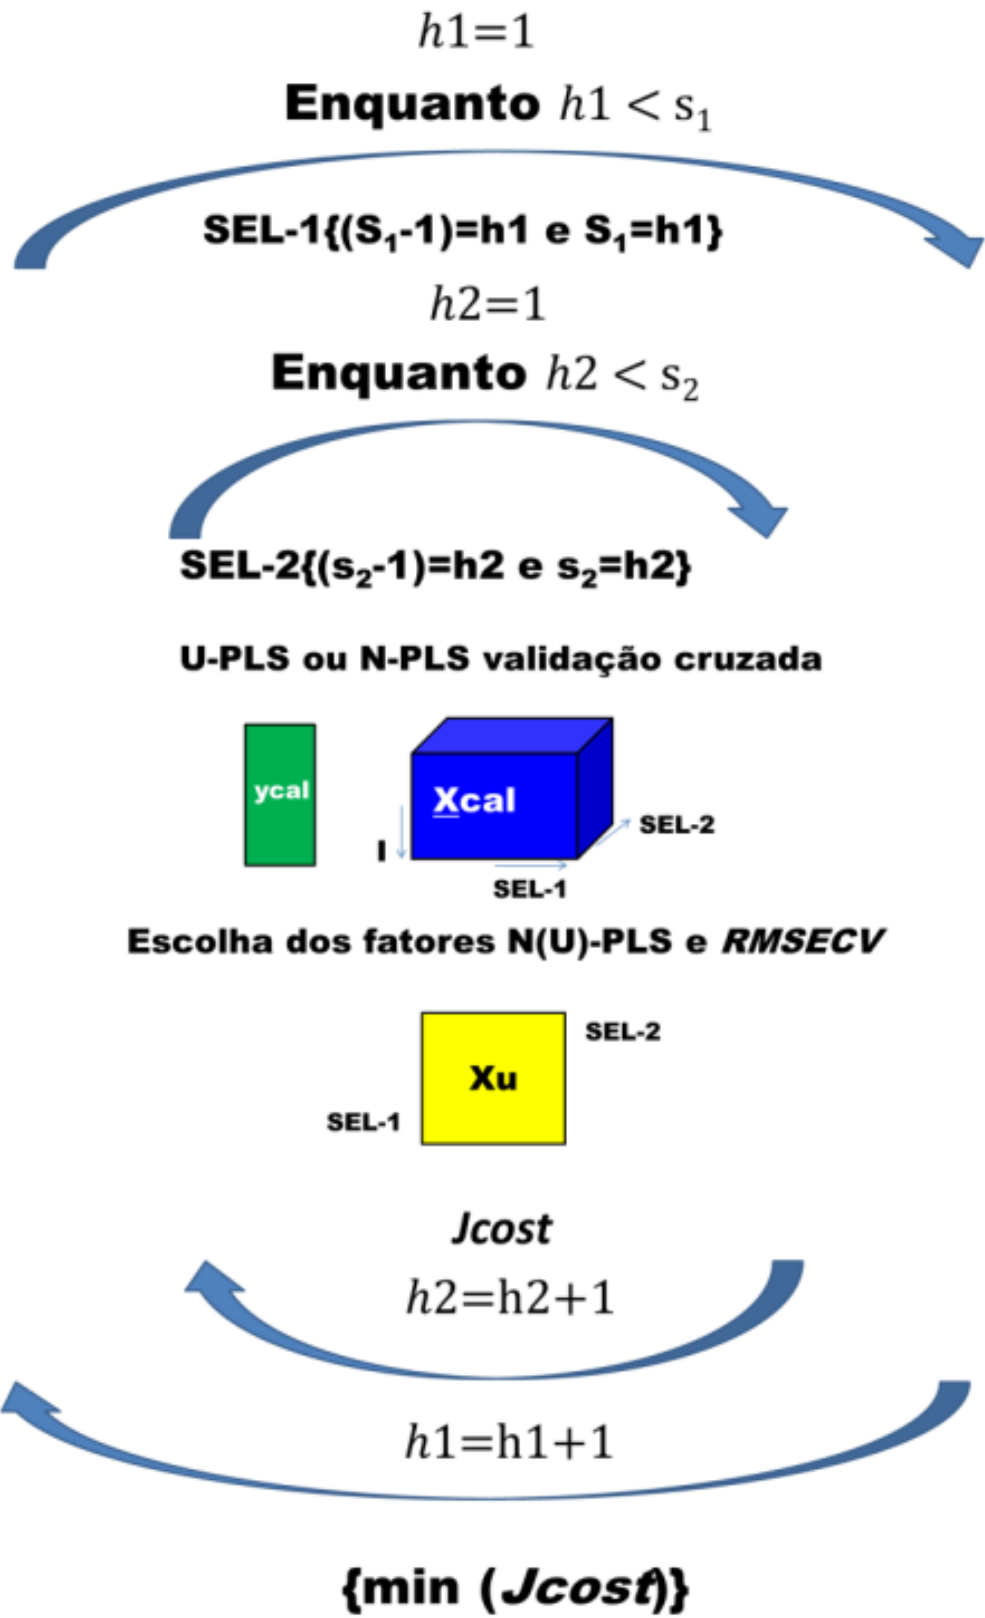 h1=1
Enquanto h1 < s₁
SEL-1{(S₁-1)=h1 e S₁=h1}
h2=1
Enquanto h2 < s₂
SEL-2{(s₂-1)=h2 e s₂=h2}
U-PLS ou N-PLS validação cruzada
ycal
Xcal
I
SEL-2
SEL-1
Escolha dos fatores N(U)-PLS e RMSECV
SEL-2
Xu
SEL-1
Jcost
h2=h2+1
h1=h1+1
{min (Jcost)}